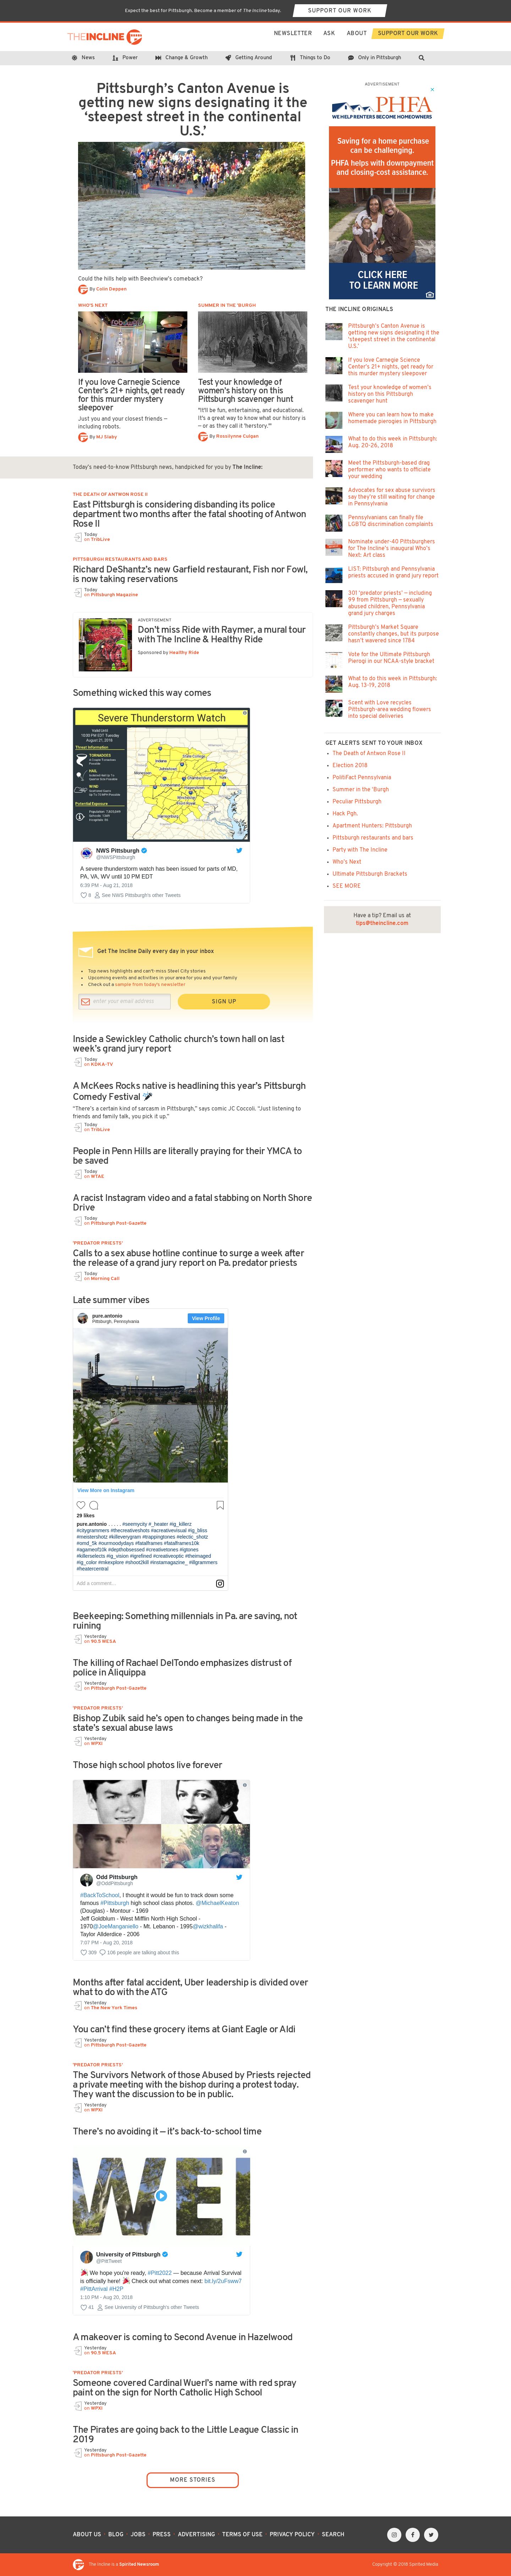 Expect the best for Pittsburgh. Become a member of The Incline today.
SUPPORT OUR WORK
THEINCLINE
NEWSLETTER
ASK
ABOUT
SUPPORT OUR WORK
News
Power
Change & Growth
Getting Around
Things to Do
Only in Pittsburgh
Pittsburgh's Canton Avenue is
getting new signs designating it the
'steepest street in the continental
U.S.'
Could the hills help with Beechview's comeback?
By Colin Deppen
WHO'S NEXT
If you love Carnegie Science
Center's 21+ nights, get ready
for this murder mystery
sleepover
Just you and your closest friends —
including robots.
By MJ Slaby
SUMMER IN THE 'BURGH
Test your knowledge of
women's history on this
Pittsburgh scavenger hunt
"It'll be fun, entertaining, and educational.
It's a great way to know what our history is
— or as they call it 'herstory.'"
By Rossilynne Culgan
Today's need-to-know Pittsburgh news, handpicked for you by The Incline:
THE DEATH OF ANTWON ROSE II
East Pittsburgh is considering disbanding its police
department two months after the fatal shooting of Antwon
Rose II
Today
on TribLive
PITTSBURGH RESTAURANTS AND BARS
Richard DeShantz's new Garfield restaurant, Fish nor Fowl,
is now taking reservations
Today
on Pittsburgh Magazine
ADVERTISEMENT
Don't miss Ride with Raymer, a mural tour
with The Incline & Healthy Ride
Sponsored by Healthy Ride
Something wicked this way comes
Severe Thunderstorm Watch
NWS Pittsburgh
@NWSPittsburgh
A severe thunderstorm watch has been issued for parts of MD,
PA, VA, WV until 10 PM EDT
6:39 PM - Aug 21, 2018
8 See NWS Pittsburgh's other Tweets
Get The Incline Daily every day in your inbox
Top news highlights and can't-miss Steel City stories
Upcoming events and activities in your area for you and your family
Check out a sample from today's newsletter
enter your email address
SIGN UP
Inside a Sewickley Catholic church's town hall on last
week's grand jury report
Today
on KDKA-TV
A McKees Rocks native is headlining this year's Pittsburgh
Comedy Festival 🎤
"There's a certain kind of sarcasm in Pittsburgh," says comic JC Coccoli. "Just listening to
friends and family talk, you pick it up."
Today
on TribLive
People in Penn Hills are literally praying for their YMCA to
be saved
Today
on WTAE
A racist Instagram video and a fatal stabbing on North Shore
Drive
Today
on Pittsburgh Post-Gazette
'PREDATOR PRIESTS'
Calls to a sex abuse hotline continue to surge a week after
the release of a grand jury report on Pa. predator priests
Today
on Morning Call
Late summer vibes
pure.antonio
Pittsburgh, Pennsylvania
View Profile
View More on Instagram
29 likes
pure.antonio . . . . . #seemycity #_heater #ig_killerz
#citygrammers #thecreativeshots #acreativevisual #ig_bliss
#meistershotz #killeverygram #trappingtones #electic_shotz
#omd_5k #ourmoodydays #fatalframes #fatalframes10k
#agameof10k #depthobsessed #creativetones #igtones
#killerselects #ig_vision #ignifined #creativeoptic #theimaged
#ig_color #mkexplore #shoot2kill #instamagazine_ #illgrammers
#heatercentral
Add a comment...
Beekeeping: Something millennials in Pa. are saving, not
ruining
Yesterday
on 90.5 WESA
The killing of Rachael DelTondo emphasizes distrust of
police in Aliquippa
Yesterday
on Pittsburgh Post-Gazette
'PREDATOR PRIESTS'
Bishop Zubik said he's open to changes being made in the
state's sexual abuse laws
Yesterday
on WPXI
Those high school photos live forever
Odd Pittsburgh
@OddPittsburgh
#BackToSchool, I thought it would be fun to track down some
famous #Pittsburgh high school class photos. @MichaelKeaton
(Douglas) - Montour - 1969
Jeff Goldblum - West Mifflin North High School -
1970@JoeManganiello - Mt. Lebanon - 1995@wizkhalifa -
Taylor Allderdice - 2006
7:07 PM - Aug 20, 2018
309 106 people are talking about this
Months after fatal accident, Uber leadership is divided over
what to do with the ATG
Yesterday
on The New York Times
You can't find these grocery items at Giant Eagle or Aldi
Yesterday
on Pittsburgh Post-Gazette
'PREDATOR PRIESTS'
The Survivors Network of those Abused by Priests rejected
a private meeting with the bishop during a protest today.
They want the discussion to be in public.
Yesterday
on WPXI
There's no avoiding it — it's back-to-school time
WE
University of Pittsburgh
@PittTweet
We hope you're ready, #Pitt2022 — because Arrival Survival
is officially here! Check out what comes next: bit.ly/2uFsww7
#PittArrival #H2P
1:10 PM - Aug 20, 2018
41 See University of Pittsburgh's other Tweets
A makeover is coming to Second Avenue in Hazelwood
Yesterday
on 90.5 WESA
'PREDATOR PRIESTS'
Someone covered Cardinal Wuerl's name with red spray
paint on the sign for North Catholic High School
Yesterday
on WPXI
The Pirates are going back to the Little League Classic in
2019
Yesterday
on Pittsburgh Post-Gazette
MORE STORIES
ADVERTISEMENT
PHFA
WE HELP RENTERS BECOME HOMEOWNERS
Saving for a home purchase
can be challenging.
PHFA helps with downpayment
and closing-cost assistance.
CLICK HERE
TO LEARN MORE
THE INCLINE ORIGINALS
Pittsburgh's Canton Avenue is
getting new signs designating it the
'steepest street in the continental
U.S.'
If you love Carnegie Science
Center's 21+ nights, get ready for
this murder mystery sleepover
Test your knowledge of women's
history on this Pittsburgh
scavenger hunt
Where you can learn how to make
homemade pierogies in Pittsburgh
What to do this week in Pittsburgh:
Aug. 20-26, 2018
Meet the Pittsburgh-based drag
performer who wants to officiate
your wedding
Advocates for sex abuse survivors
say they're still waiting for change
in Pennsylvania
Pennsylvanians can finally file
LGBTQ discrimination complaints
Nominate under-40 Pittsburghers
for The Incline's inaugural Who's
Next: Art class
LIST: Pittsburgh and Pennsylvania
priests accused in grand jury report
301 'predator priests' — including
99 from Pittsburgh — sexually
abused children, Pennsylvania
grand jury charges
Pittsburgh's Market Square
constantly changes, but its purpose
hasn't wavered since 1784
Vote for the Ultimate Pittsburgh
Pierogi in our NCAA-style bracket
What to do this week in Pittsburgh:
Aug. 13-19, 2018
Scent with Love recycles
Pittsburgh-area wedding flowers
into special deliveries
GET ALERTS SENT TO YOUR INBOX
The Death of Antwon Rose II
Election 2018
PolitiFact Pennsylvania
Summer in the 'Burgh
Peculiar Pittsburgh
Hack Pgh.
Apartment Hunters: Pittsburgh
Pittsburgh restaurants and bars
Party with The Incline
Who's Next
Ultimate Pittsburgh Brackets
SEE MORE
Have a tip? Email us at
tips@theincline.com
ABOUT US · BLOG · JOBS · PRESS · ADVERTISING · TERMS OF USE · PRIVACY POLICY · SEARCH
The Incline is a Spirited Newsroom
Copyright © 2018 Spirited Media